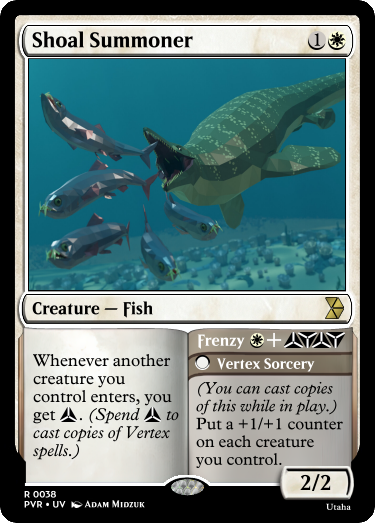 Shoal Summoner 1
Creature — Fish
Whenever another
creature you
control enters, you
get . (Spend to
cast copies of Vertex
spells.)
Frenzy +
Vertex Sorcery
(You can cast copies
of this while in play.)
Put a +1/+1 counter
on each creature
you control.
2/2
R 0038
PVR • UV Adam Midzuk
Utaha